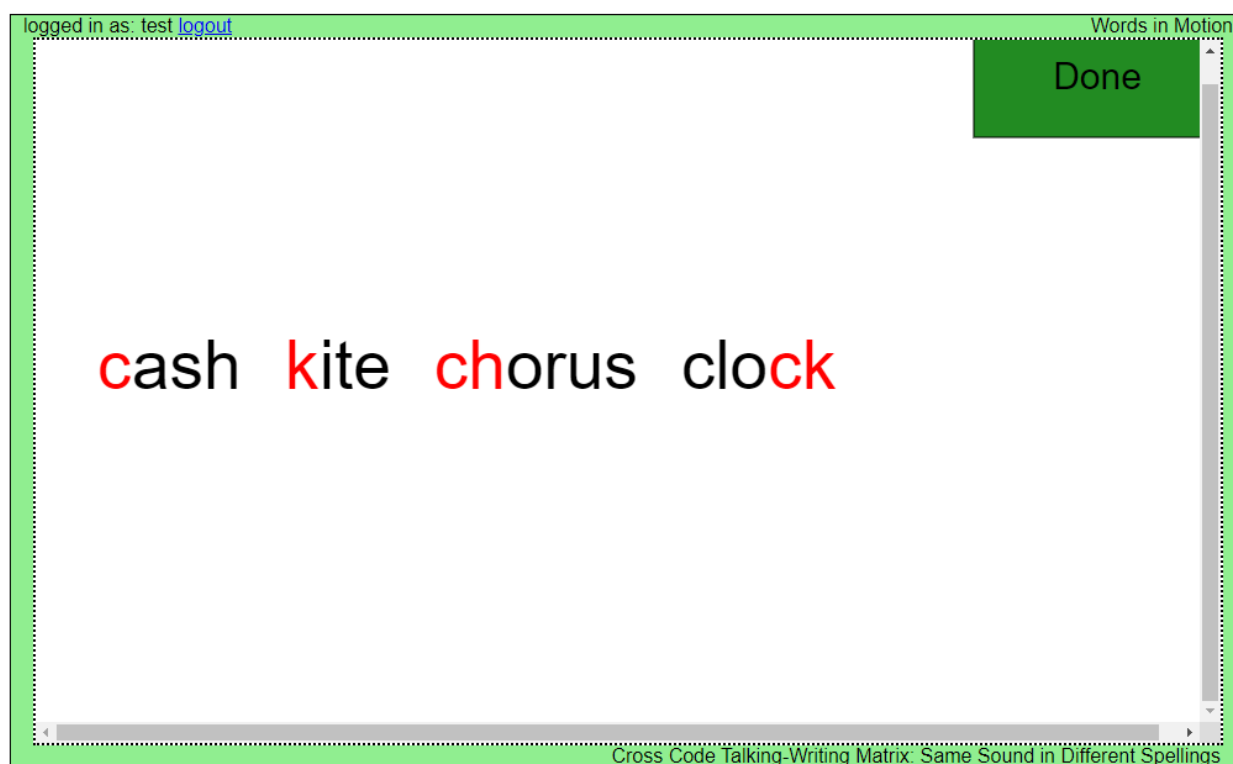 logged in as: test logout Words in Motion
Done
cash kite chorus clock
Cross Code Talking-Writing Matrix: Same Sound in Different Spellings